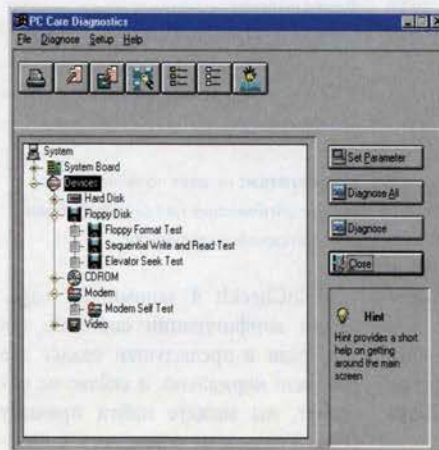 PC Care Diagnostics
File Diagnose Setup Help
System
System Board
Devices
Hard Disk
Floppy Disk
Floppy Format Test
Sequential Write and Read Test
Elevator Seek Test
CDROM
Modem
Modem Self Test
Video
Set Parameter
Diagnose All
Diagnose
Close
Hint
Hint provides a short
help on getting
around the main
screen